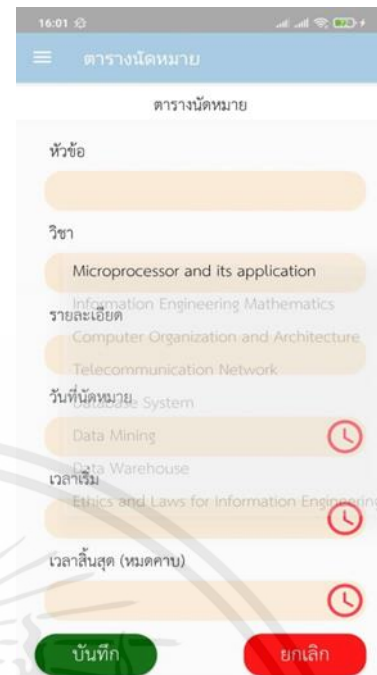 16:01
ตารางนัดหมาย
ตารางนัดหมาย
หัวข้อ
วิชา
Microprocessor and its application
Information Engineering Mathematics
รายละเอียด
Computer Organization and Architecture
Telecommunication Network
วันที่นัดหมาย
Database System
Data Mining
Data Warehouse
เวลาเริ่ม
Ethics and Laws for Information Engineering
เวลาสิ้นสุด (หมดคาบ)
บันทึก
ยกเลิก